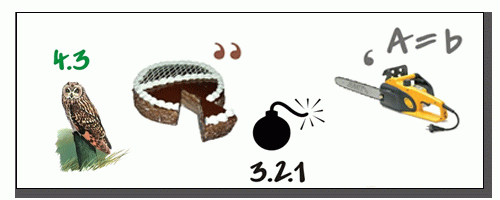 4.3
’’
‘ A=b
3.2.1